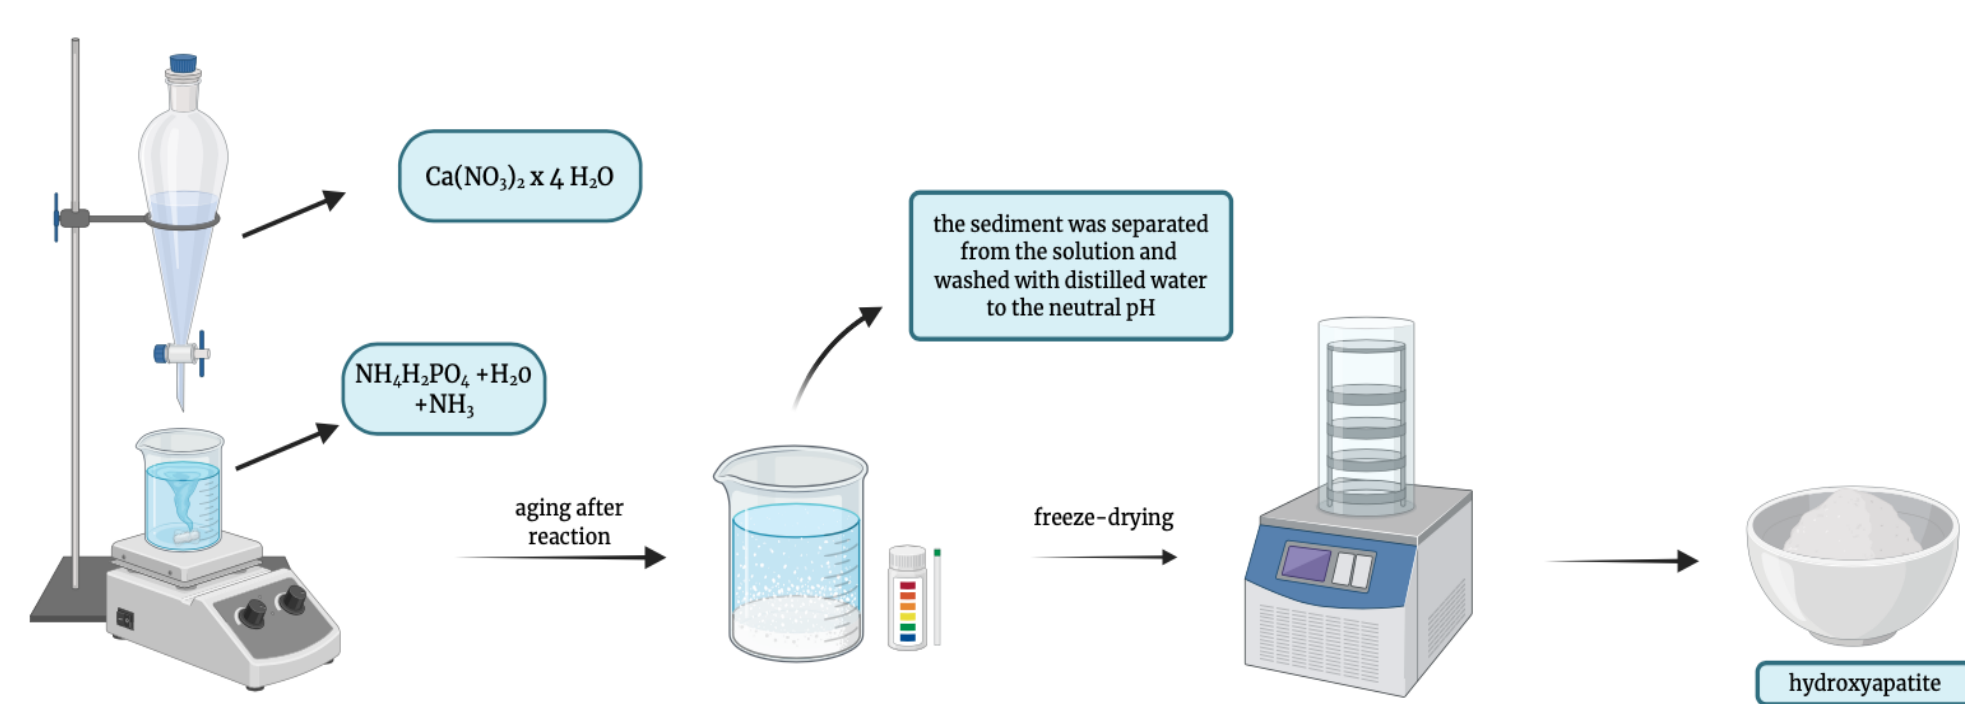 Ca(NO₃)₂ x 4 H₂O
NH₄H₂PO₄ +H₂0
+NH₃
aging after
reaction
the sediment was separated
from the solution and
washed with distilled water
to the neutral pH
freeze-drying
hydroxyapatite